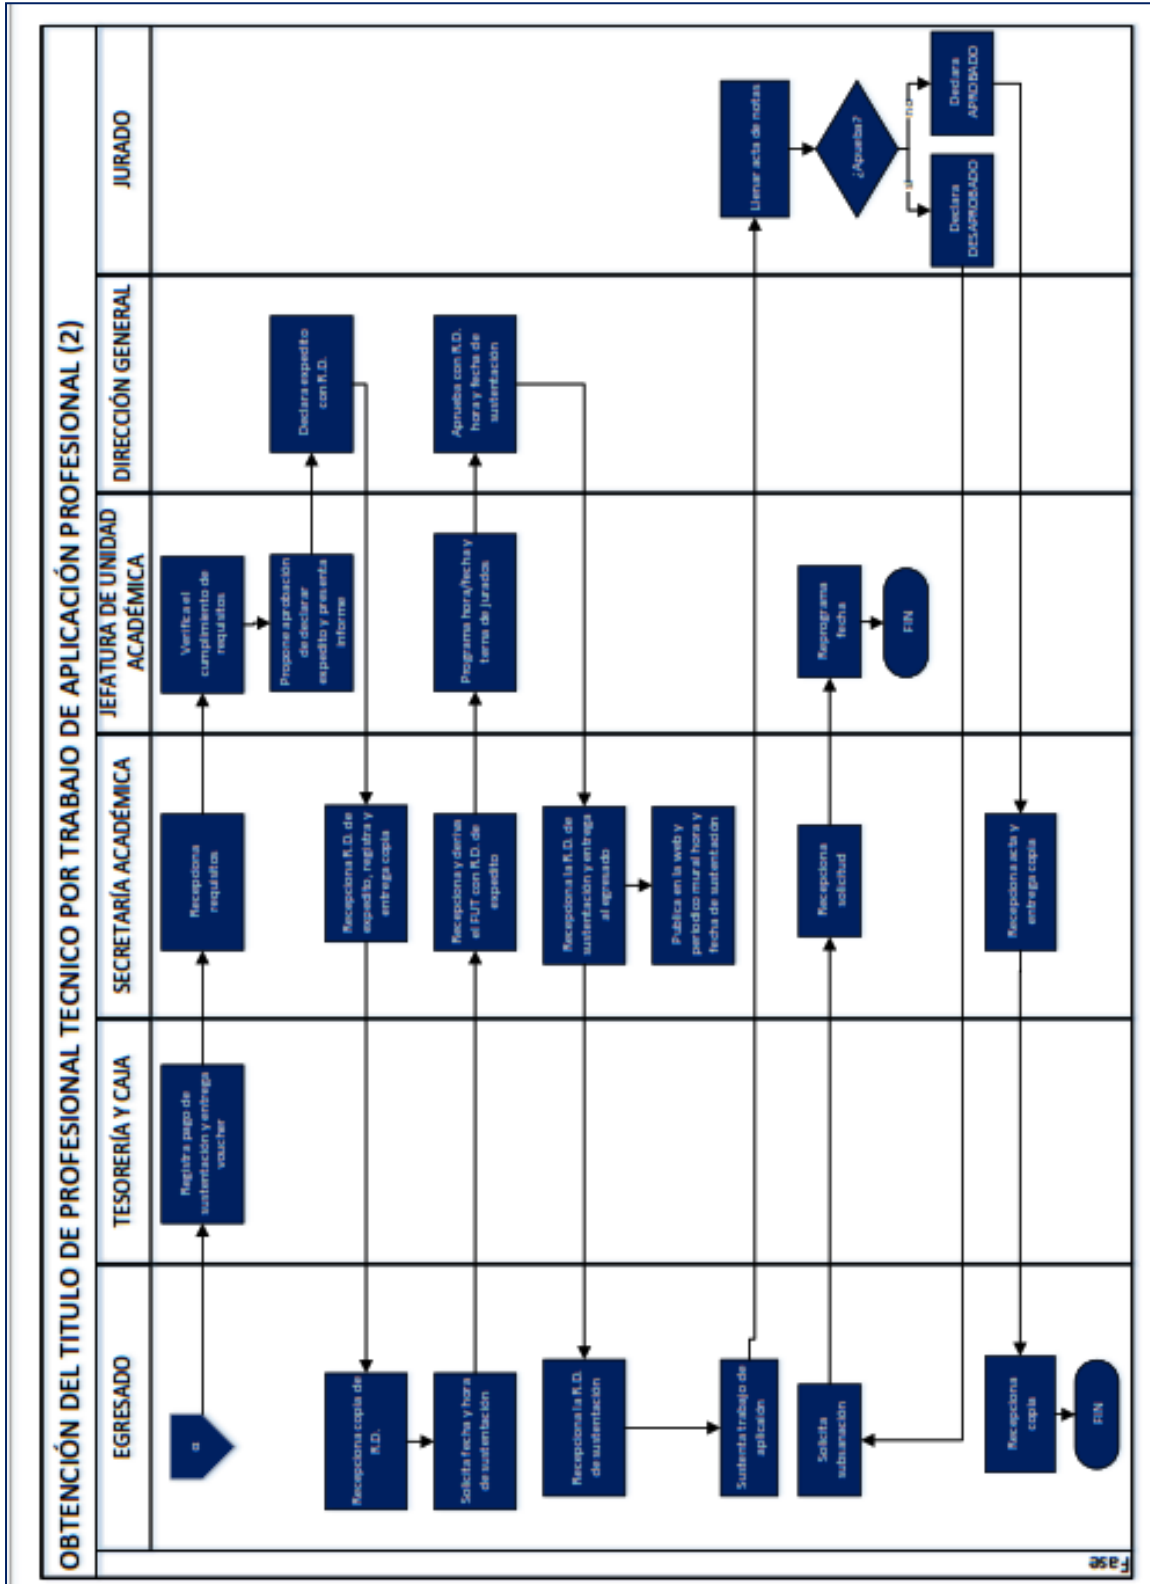 OBTENCIÓN DEL TITULO DE PROFESIONAL TECNICO POR TRABAJO DE APLICACIÓN PROFESIONAL (2)
EGRESADO
TESORERÍA Y CAJA
SECRETARÍA ACADÉMICA
JEFATURA DE UNIDAD
ACADÉMICA
DIRECCIÓN GENERAL
JURADO
Registra pago de
sustentación y entrega
voucher
Recepciona
requisitos
Verifica el
cumplimiento de
requisitos
Propone aprobación
de declarar
expedito y presenta
informe
Declara expedito
con R.D.
Recepciona R.D. de
expedito, registra y
entrega copia
Recepciona copia de
R.D.
Solicita fecha y hora
de sustentación
Recepciona y deriva
el FUT con R.D. de
expedito
Programa hora/fecha y
terna de jurados
Aprueba con R.D.
hora y fecha de
sustentación
Recepciona la R.D. de
sustentación y entrega
al egresado
Publica en la web y
periodico mural hora y
fecha de sustentación
Recepciona la R.D.
de sustentación
Sustenta trabajo de
Llenar acta de notas
¿Aprueba?
si
no
Declara
DESAPROBADO
Declara
APROBADO
Solicita
subsanación
Recepciona
solicitud
Reprograma
fecha
FIN
Recepciona acta y
entrega copia
Recepciona
copia
FIN
Fase